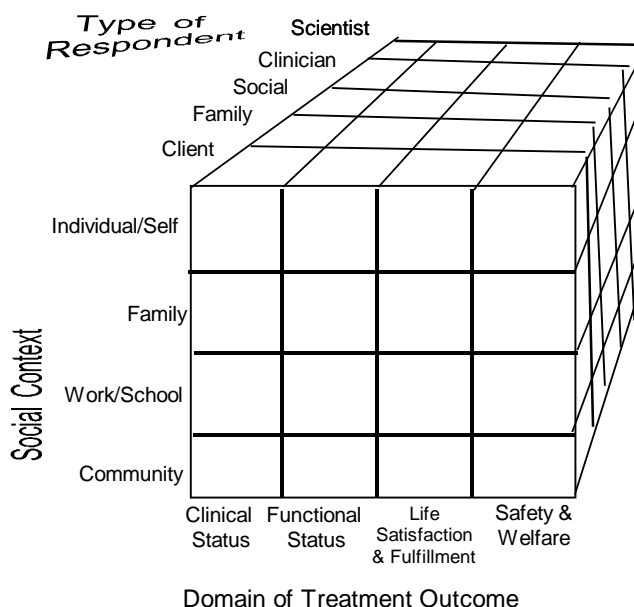 Type of
Respondent
Scientist
Clinician
Social
Family
Client
Individual/Self
Family
Work/School
Community
Social Context
Clinical
Status
Functional
Status
Life
Satisfaction
& Fulfillment
Safety &
Welfare
Domain of Treatment Outcome